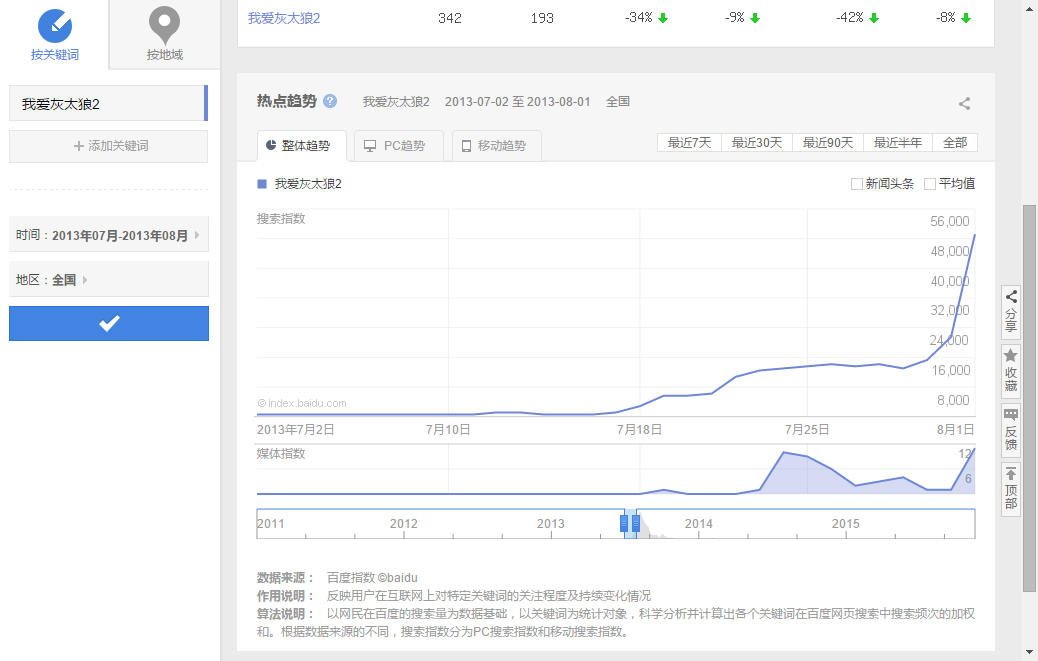 按关键词
按地域
我爱灰太狼2
+ 添加关键词
时间：2013年07月-2013年08月
地区：全国
我爱灰太狼2 342 193 -34% -9% -42% -8%
热点趋势 ? 我爱灰太狼2 2013-07-02 至 2013-08-01 全国
整体趋势 PC趋势 移动趋势 最近7天 最近30天 最近90天 最近半年 全部
我爱灰太狼2 新闻头条 平均值
搜索指数
56,000
48,000
40,000
32,000
24,000
16,000
8,000
©index.baidu.com
2013年7月2日 7月10日 7月18日 7月25日 8月1日
媒体指数
12
6
2011 2012 2013 2014 2015
数据来源： 百度指数 ©baidu
作用说明： 反映用户在互联网上对特定关键词的关注程度及持续变化情况
算法说明： 以网民在百度的搜索量为数据基础，以关键词为统计对象，科学分析并计算出各个关键词在百度网页搜索中搜索频次的加权
和。根据数据来源的不同，搜索指数分为PC搜索指数和移动搜索指数。
分享
收藏
反馈
顶部